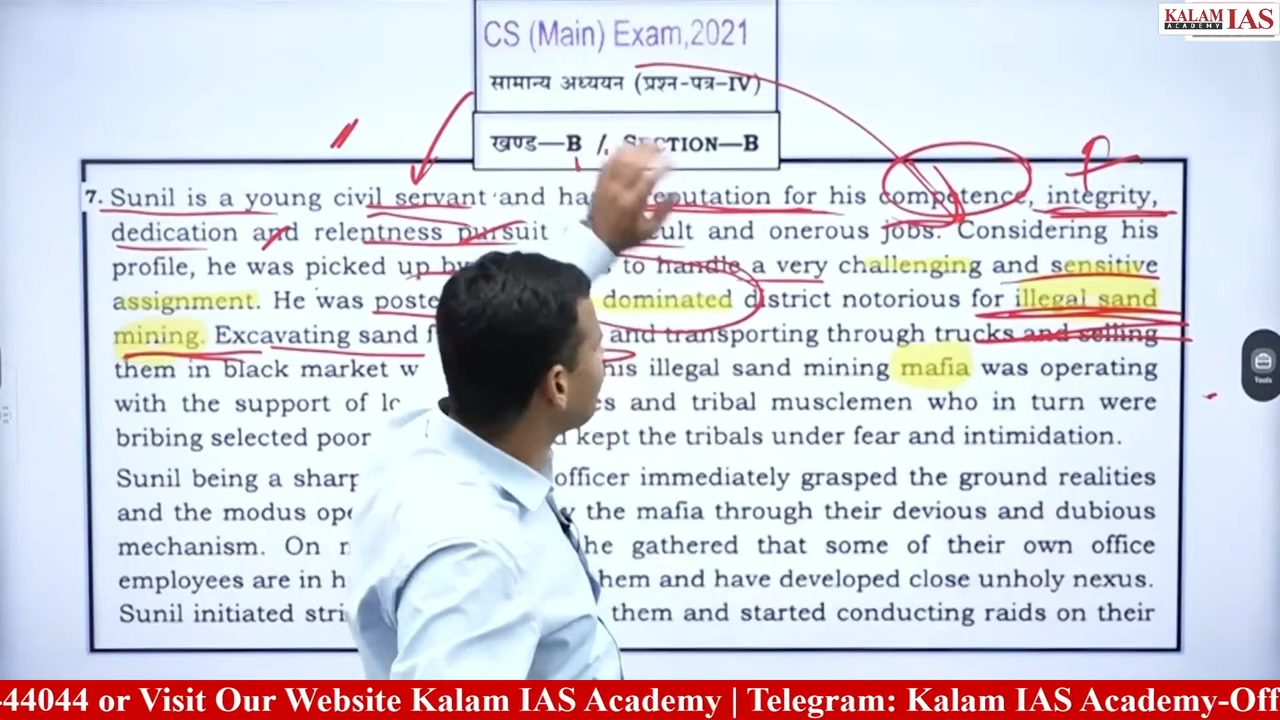 KALAM
ACADEMY
IAS
CS (Main) Exam,2021
सामान्य अध्ययन (प्रश्न-पत्र-IV)
खण्ड—B / SECTION—B
7. Sunil is a young civil servant and ha reputation for his competence, integrity,
dedication and relentness pursuit cult and onerous jobs. Considering his
profile, he was picked up by to handle a very challenging and sensitive
assignment. He was poste dominated district notorious for illegal sand
mining. Excavating sand f and transporting through trucks and selling
them in black market w his illegal sand mining mafia was operating
with the support of lo es and tribal musclemen who in turn were
bribing selected poor kept the tribals under fear and intimidation.
Sunil being a sharp officer immediately grasped the ground realities
and the modus ope y the mafia through their devious and dubious
mechanism. On he gathered that some of their own office
employees are in h hem and have developed close unholy nexus.
Sunil initiated stri them and started conducting raids on their
Tools
-44044 or Visit Our Website Kalam IAS Academy | Telegram: Kalam IAS Academy-Off